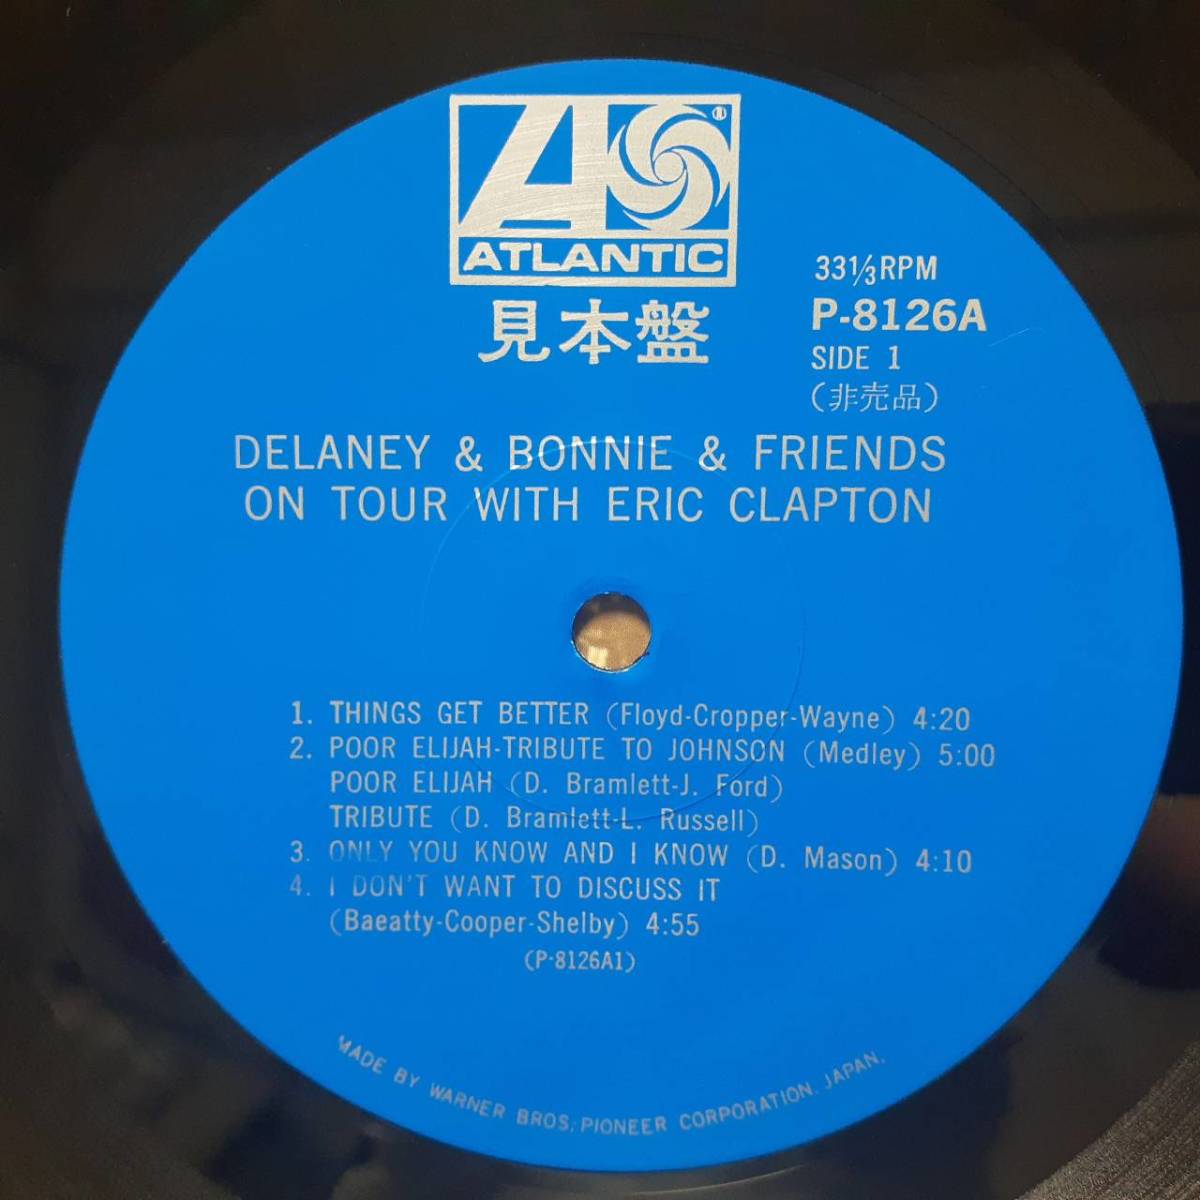 ATLANTIC
®
見本盤
33⅓RPM
P-8126A
SIDE 1
(非売品)
DELANEY & BONNIE & FRIENDS
ON TOUR WITH ERIC CLAPTON
1. THINGS GET BETTER (Floyd-Cropper-Wayne) 4:20
2. POOR ELIJAH-TRIBUTE TO JOHNSON (Medley) 5:00
POOR ELIJAH (D. Bramlett-J. Ford)
TRIBUTE (D. Bramlett-L. Russell)
3. ONLY YOU KNOW AND I KNOW (D. Mason) 4:10
4. I DON'T WANT TO DISCUSS IT
(Baeatty-Cooper-Shelby) 4:55
(P-8126A1)
MADE BY WARNER BROS. PIONEER CORPORATION. JAPAN.